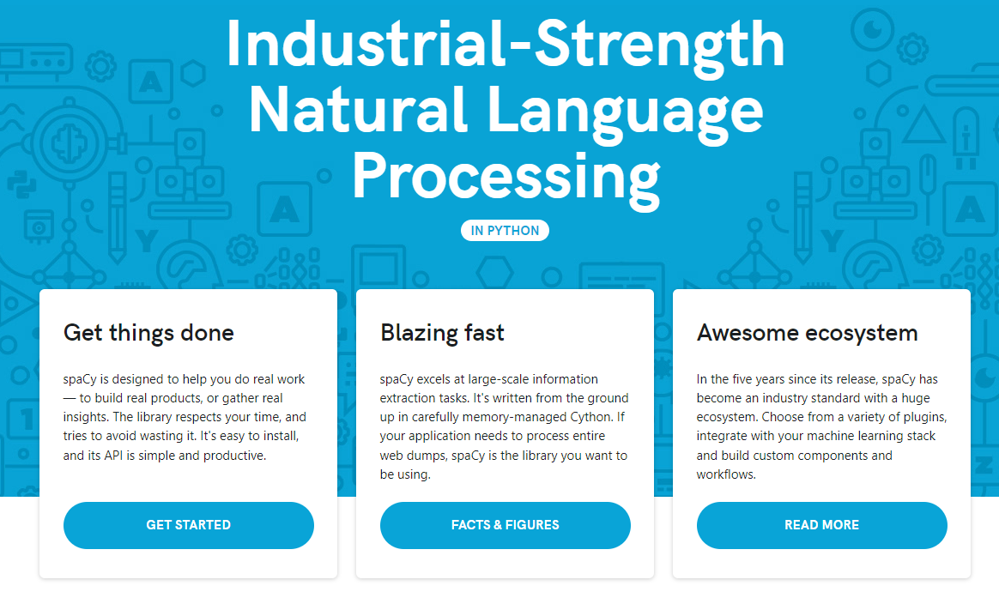 Industrial-Strength
Natural Language
Processing
IN PYTHON
A
A
Y
Y
A
1
Z
Get things done
spaCy is designed to help you do real work
— to build real products, or gather real
insights. The library respects your time, and
tries to avoid wasting it. It's easy to install,
and its API is simple and productive.
GET STARTED
Blazing fast
spaCy excels at large-scale information
extraction tasks. It's written from the ground
up in carefully memory-managed Cython. If
your application needs to process entire
web dumps, spaCy is the library you want to
be using.
FACTS & FIGURES
Awesome ecosystem
In the five years since its release, spaCy has
become an industry standard with a huge
ecosystem. Choose from a variety of plugins,
integrate with your machine learning stack
and build custom components and
workflows.
READ MORE